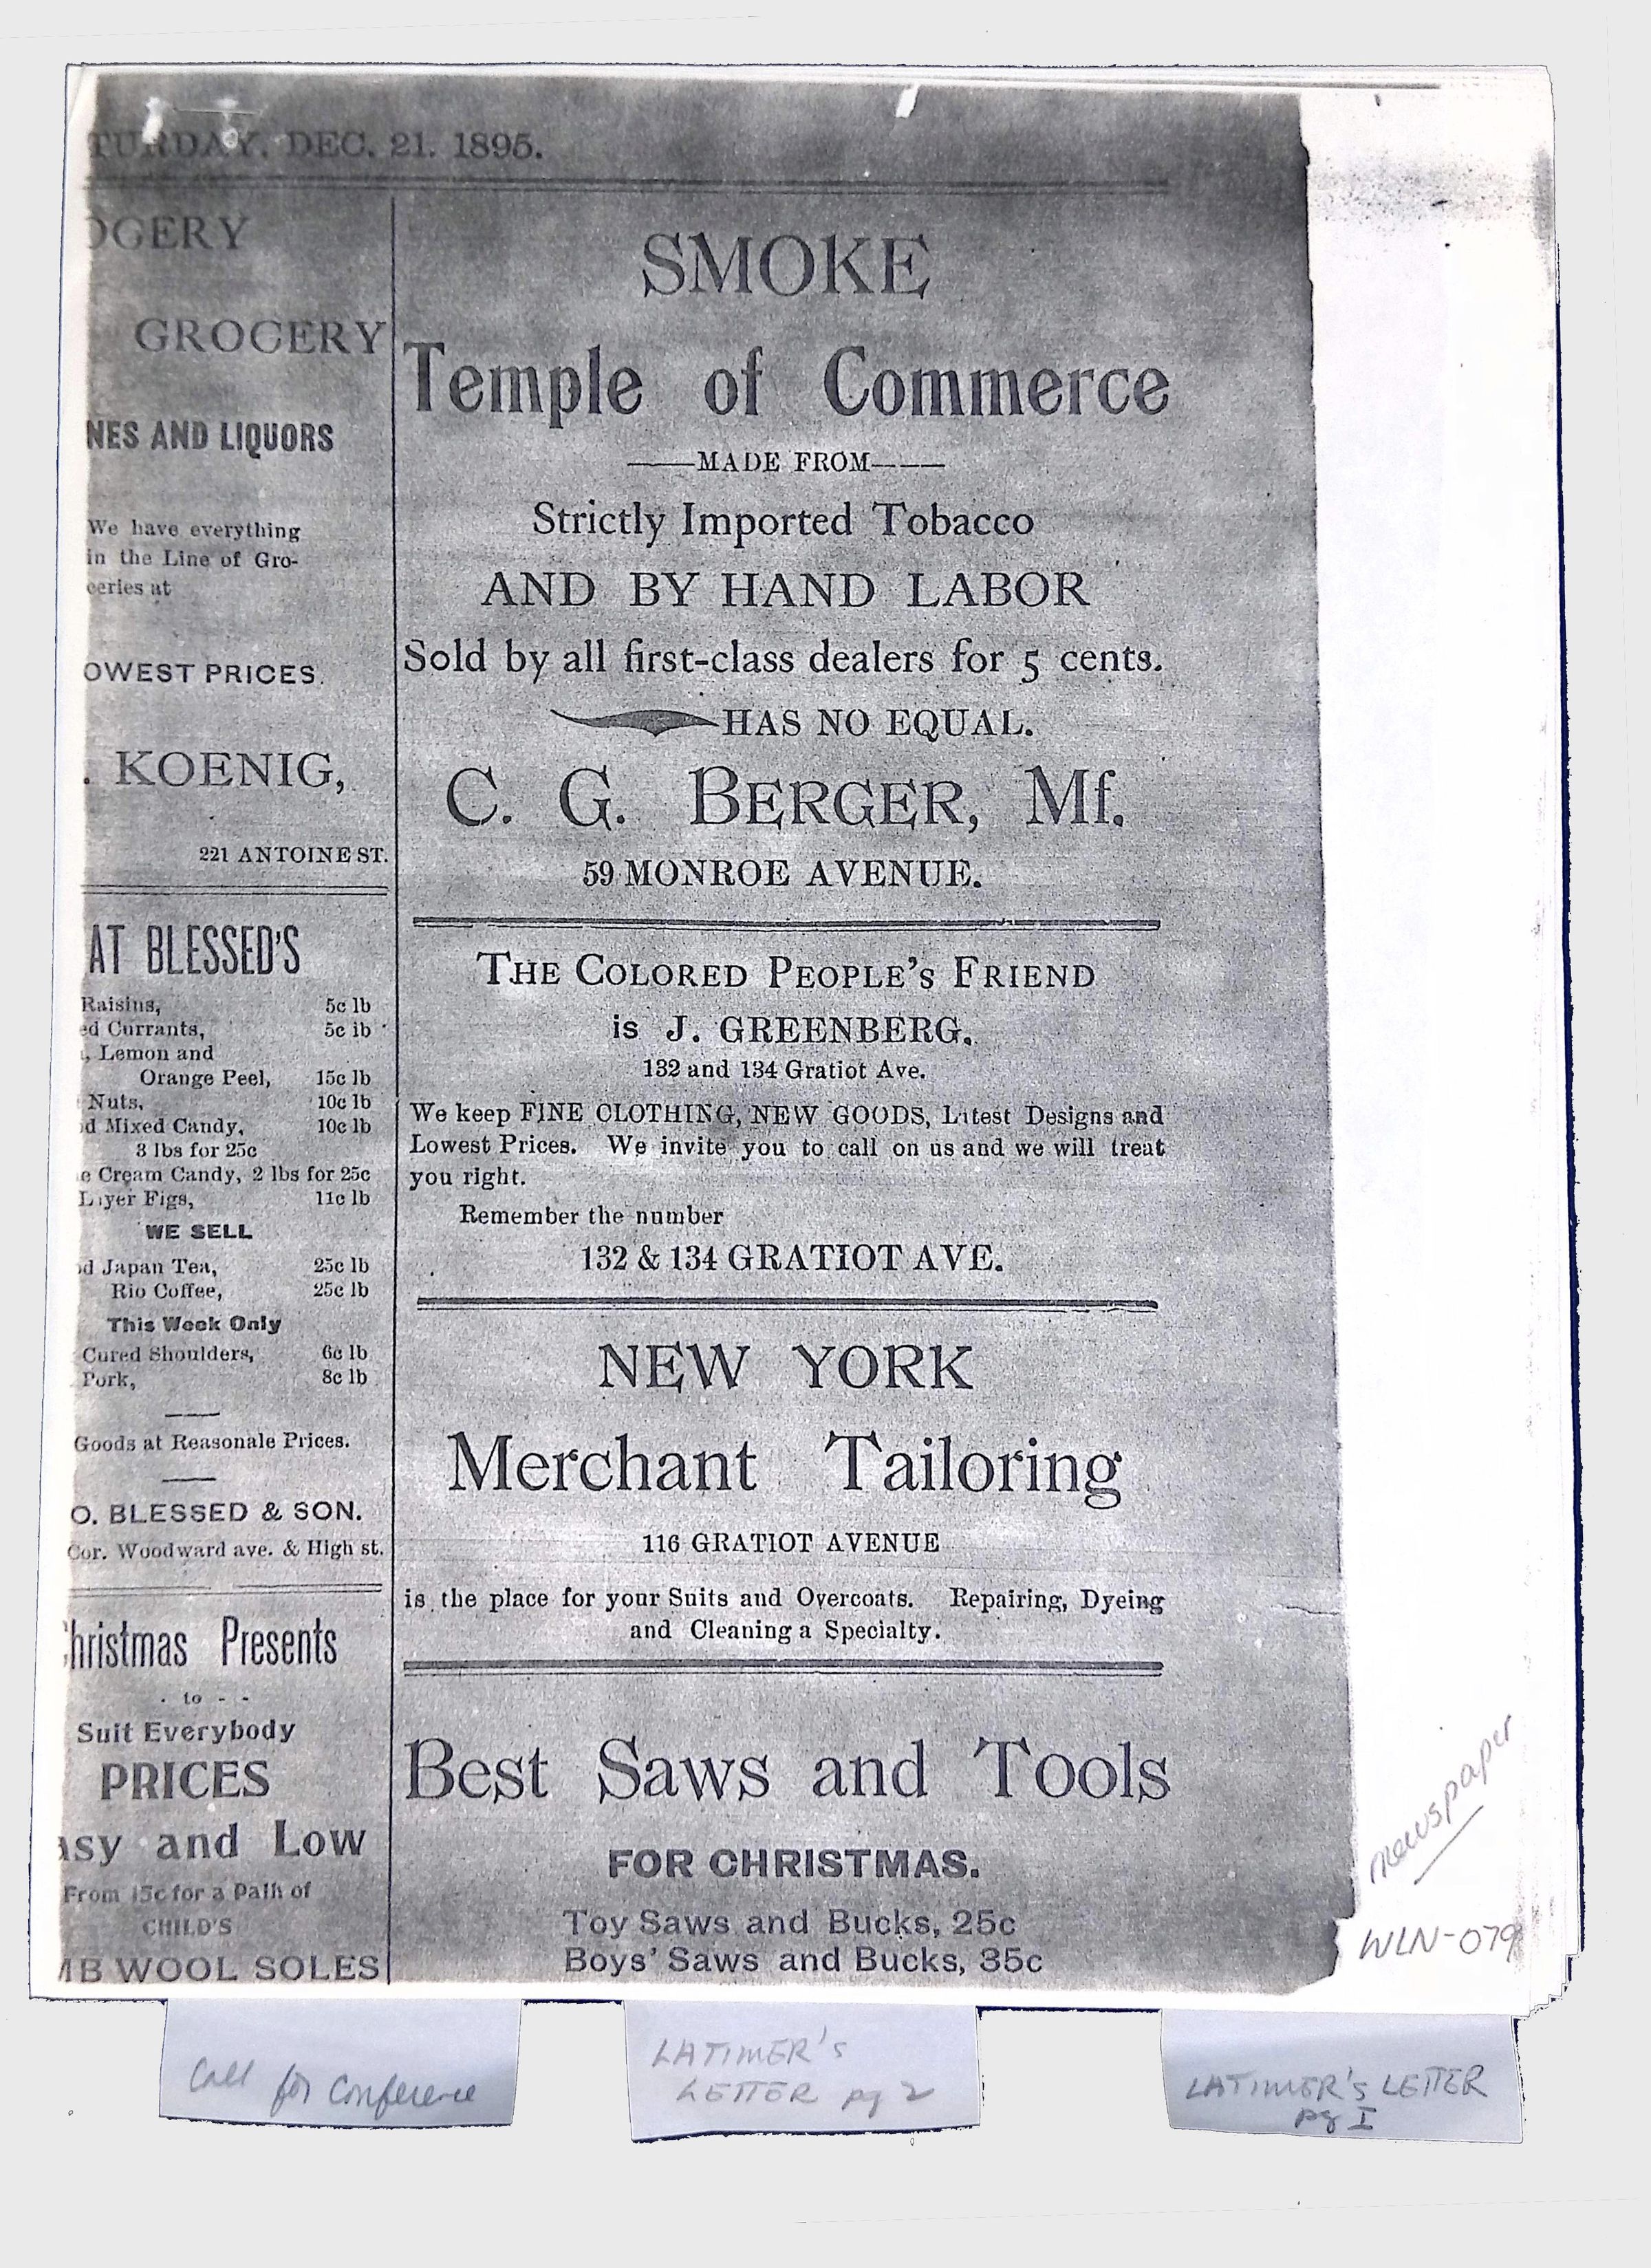 TURDAY, DEC. 21. 1895.
OGERY
GROCERY
NES AND LIQUORS
We have everything
in the Line of Gro-
ceries at
OWEST PRICES.
. KOENIG,
221 ANTOINE ST.
AT BLESSED'S
Raisins, 5c lb
ed Currants, 5c lb
, Lemon and
Orange Peel, 15c lb
Nuts, 10c lb
d Mixed Candy, 10c lb
3 lbs for 25c
e Cream Candy, 2 lbs for 25c
Layer Figs, 11c lb
WE SELL
d Japan Tea, 25c lb
Rio Coffee, 25c lb
This Week Only
Cured Shoulders, 6c lb
Pork, 8c lb
Goods at Reasonale Prices.
O. BLESSED & SON.
Cor. Woodward ave. & High st.
Christmas Presents
. to - -
Suit Everybody
PRICES
asy and Low
From 15c for a Path of
CHILD'S
MB WOOL SOLES
SMOKE
Temple of Commerce
——MADE FROM——
Strictly Imported Tobacco
AND BY HAND LABOR
Sold by all first-class dealers for 5 cents.
HAS NO EQUAL.
C. G. BERGER, Mf.
59 MONROE AVENUE.
THE COLORED PEOPLE'S FRIEND
is J. GREENBERG.
132 and 134 Gratiot Ave.
We keep FINE CLOTHING, NEW GOODS, Latest Designs and
Lowest Prices. We invite you to call on us and we will treat
you right.
Remember the number
132 & 134 GRATIOT AVE.
NEW YORK
Merchant Tailoring
116 GRATIOT AVENUE
is the place for your Suits and Overcoats. Repairing, Dyeing
and Cleaning a Specialty.
Best Saws and Tools
FOR CHRISTMAS.
Toy Saws and Bucks, 25c
Boys' Saws and Bucks, 35c
newspaper
WLN-079
Call for Conference
LATIMER'S
LETTER pg 2
LATIMER'S LETTER
pg I